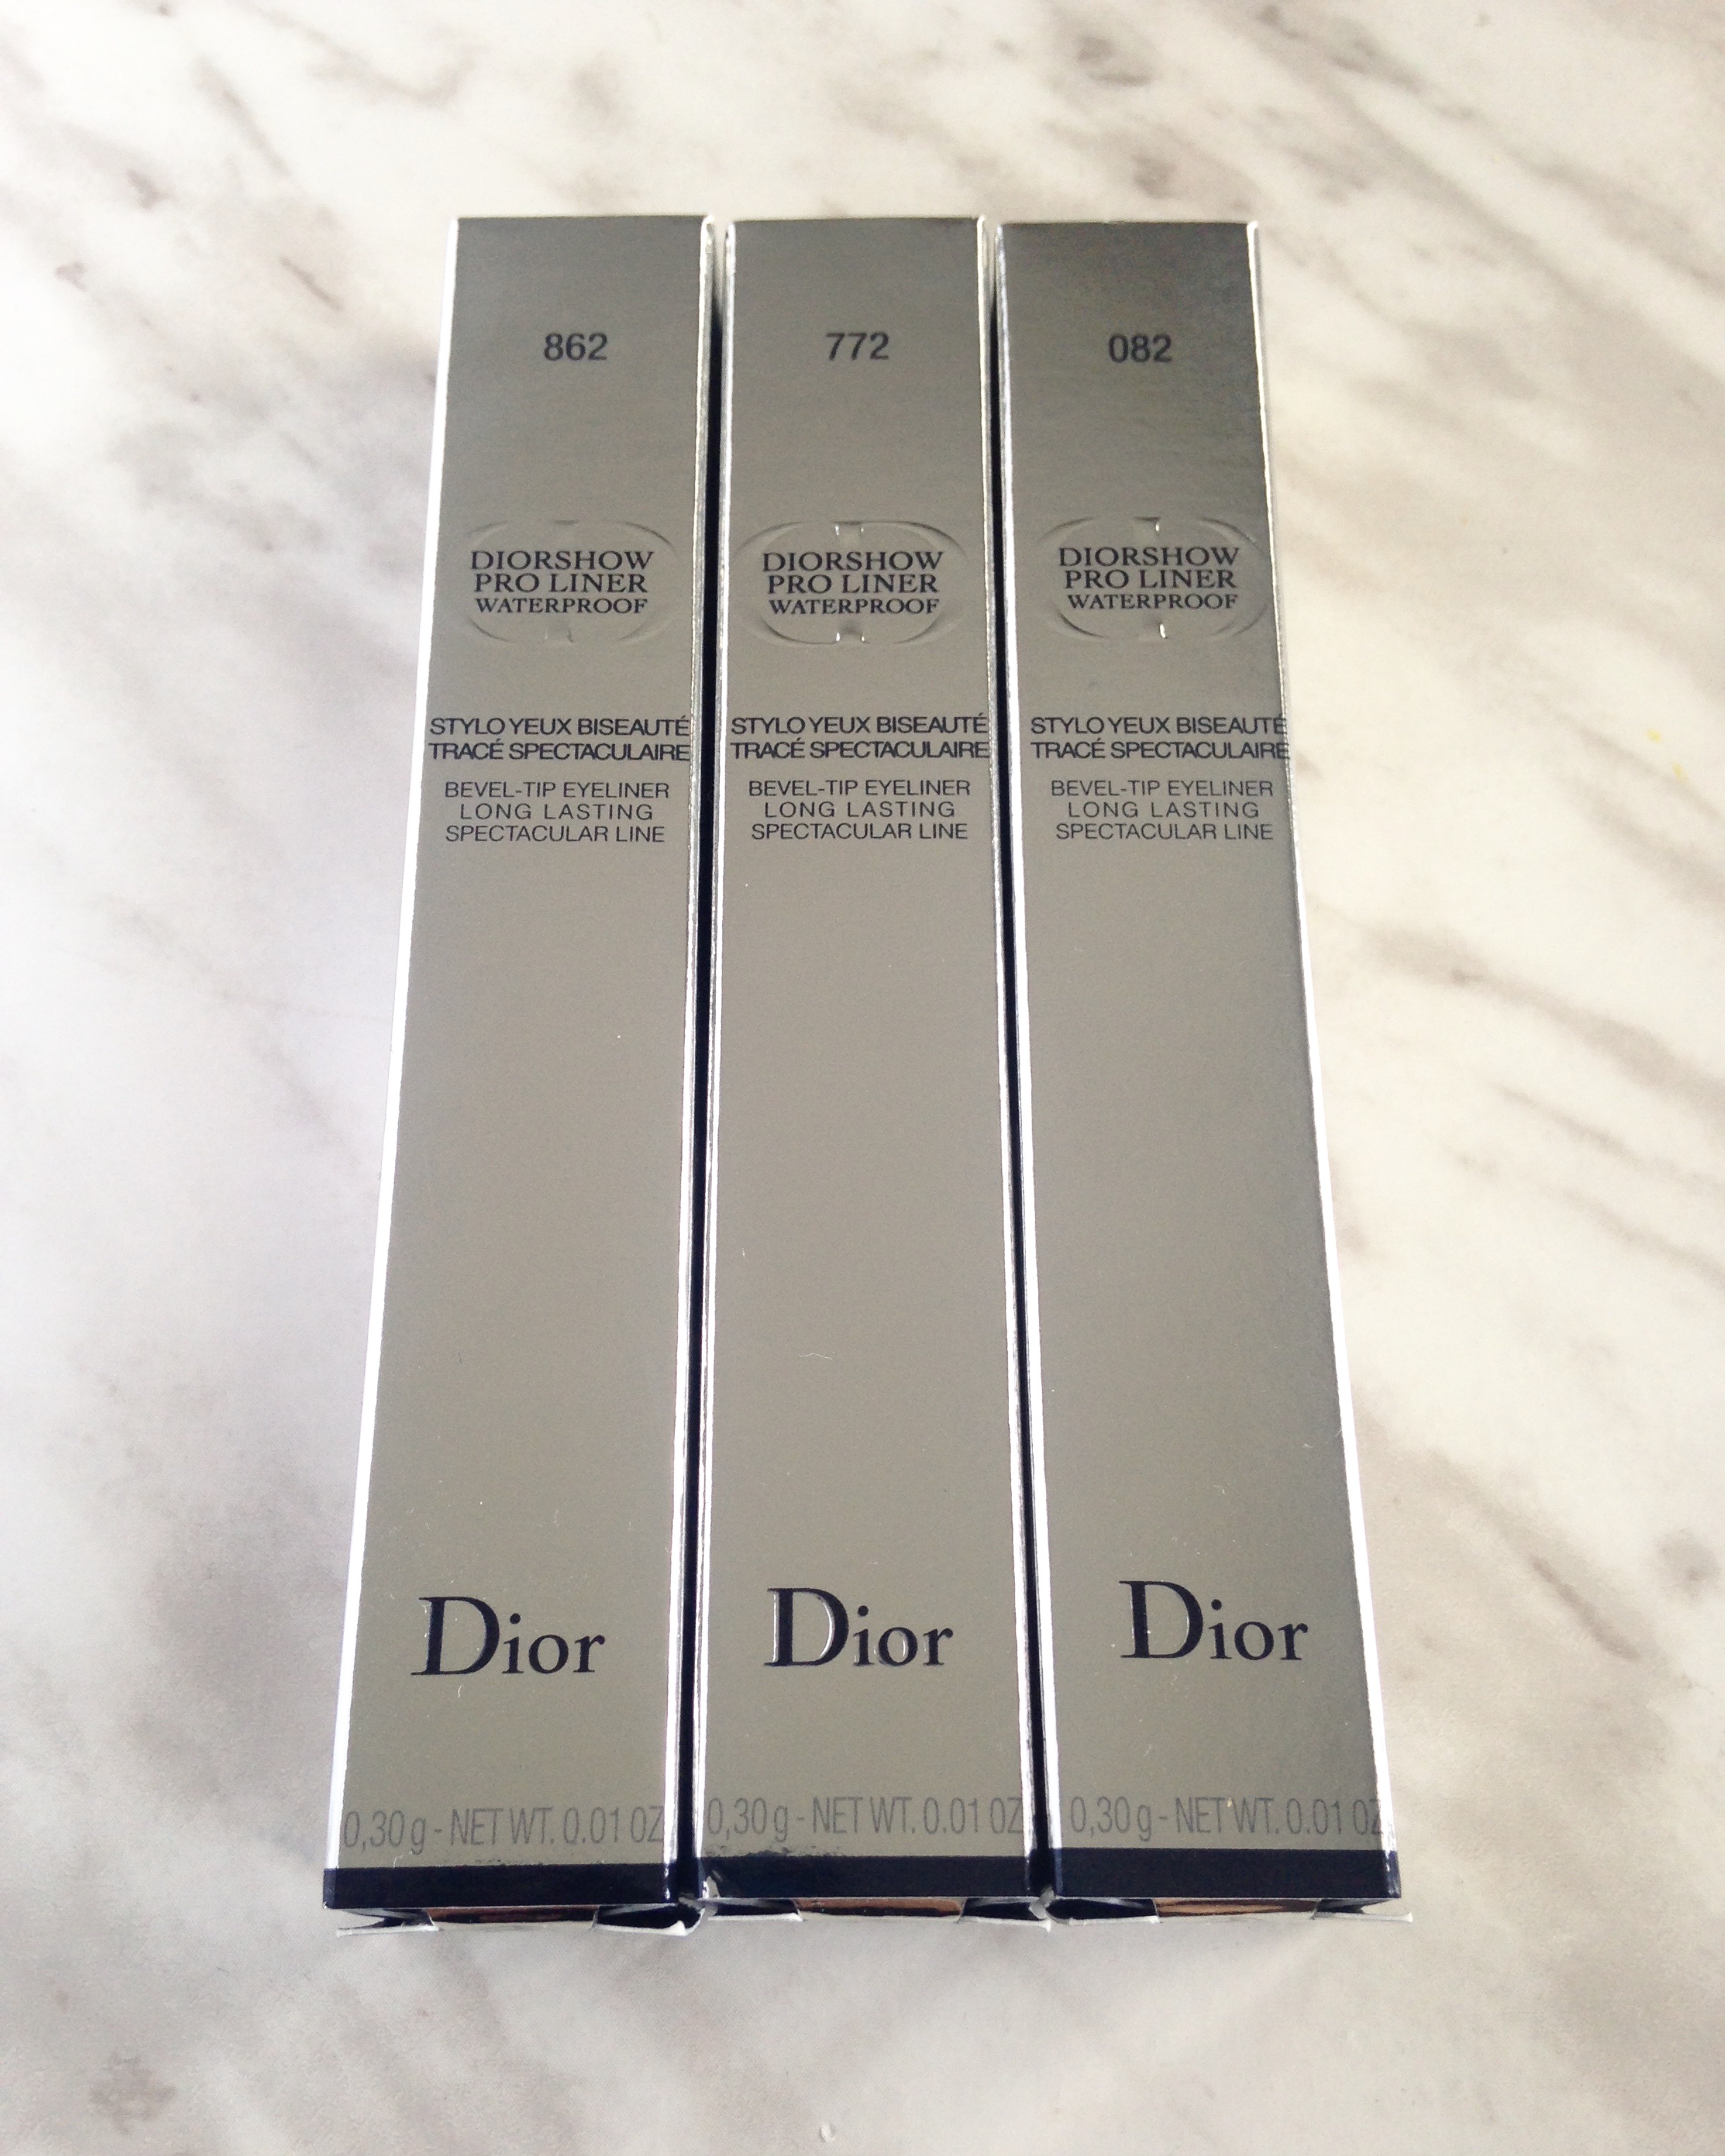 862
DIORSHOW
PRO LINER
WATERPROOF
STYLO YEUX BISEAUTÉ
TRACÉ SPECTACULAIRE
BEVEL-TIP EYELINER
LONG LASTING
SPECTACULAR LINE
Dior
0,30 g - NET WT. 0.01 OZ
772
DIORSHOW
PRO LINER
WATERPROOF
STYLO YEUX BISEAUTÉ
TRACÉ SPECTACULAIRE
BEVEL-TIP EYELINER
LONG LASTING
SPECTACULAR LINE
Dior
0,30 g - NET WT. 0.01 OZ
082
DIORSHOW
PRO LINER
WATERPROOF
STYLO YEUX BISEAUTÉ
TRACÉ SPECTACULAIRE
BEVEL-TIP EYELINER
LONG LASTING
SPECTACULAR LINE
Dior
0,30 g - NET WT. 0.01 OZ